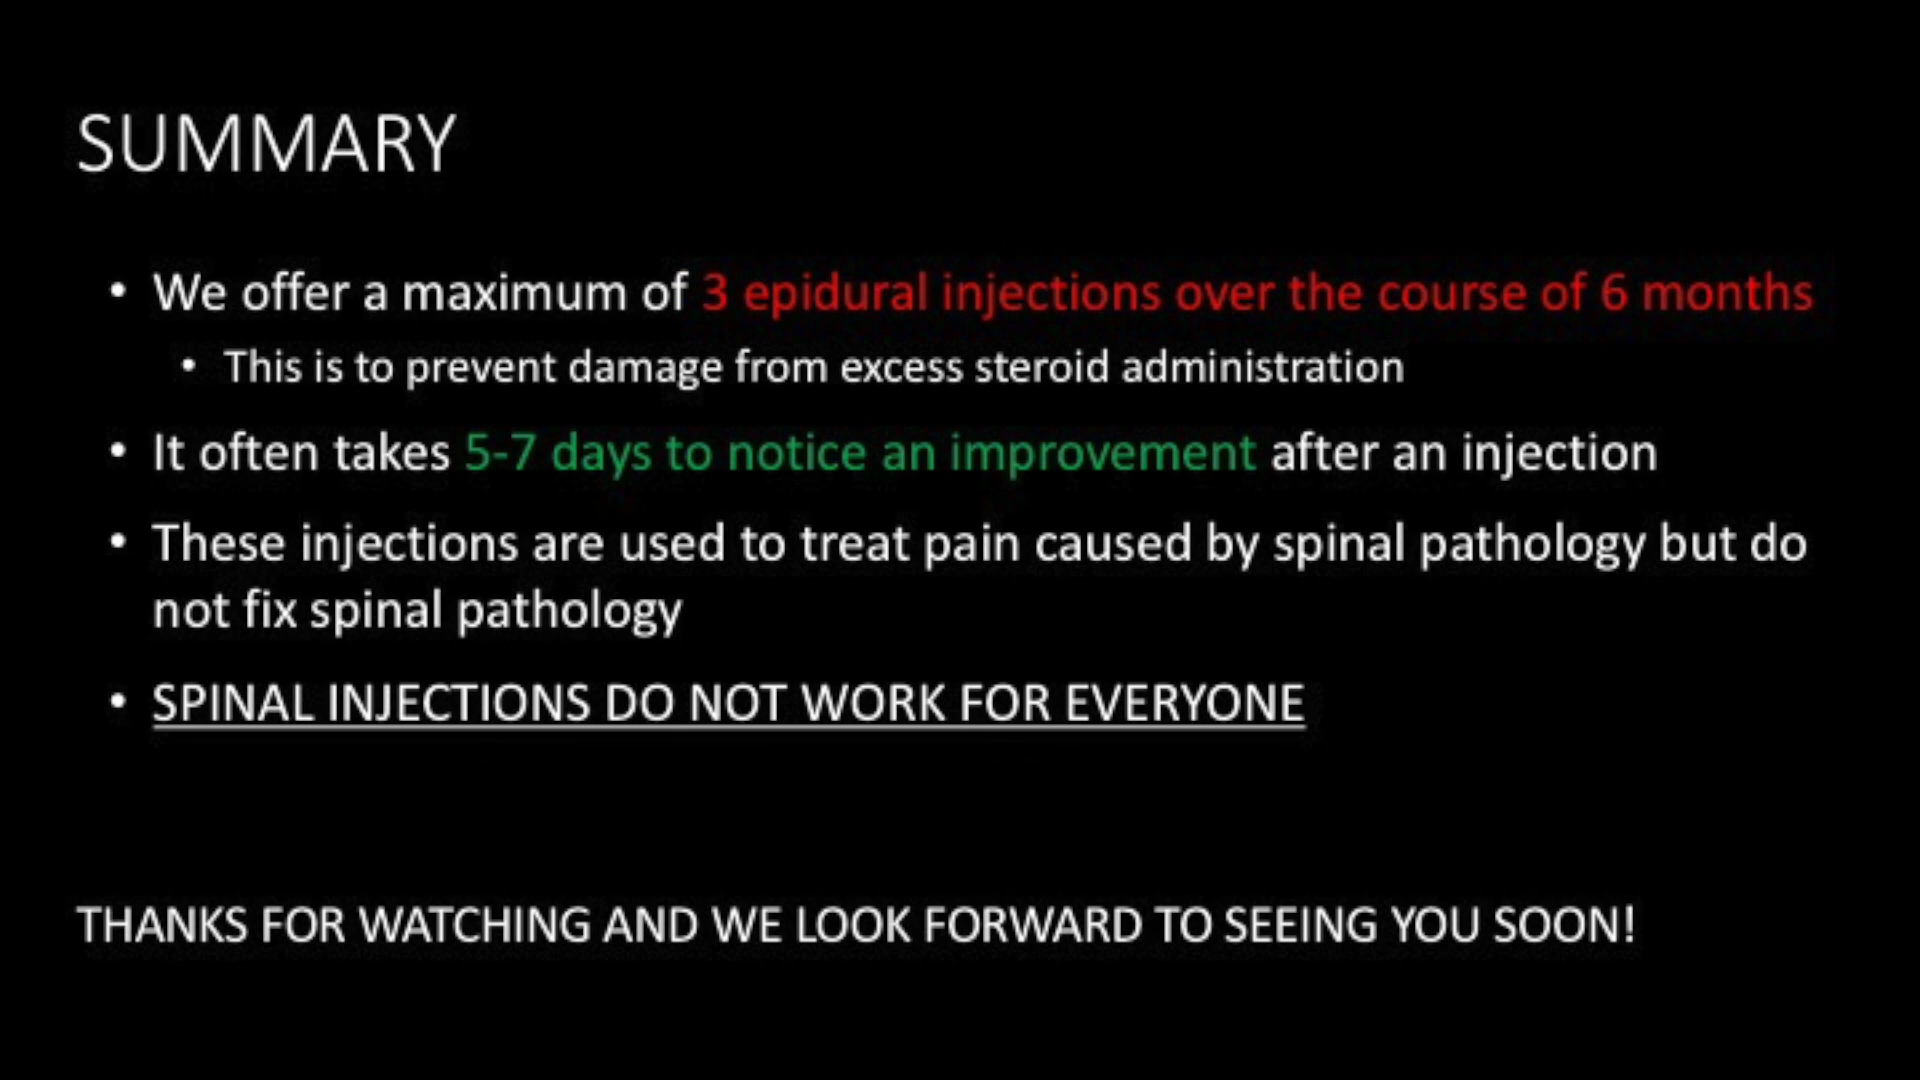 SUMMARY
• We offer a maximum of 3 epidural injections over the course of 6 months
• This is to prevent damage from excess steroid administration
• It often takes 5-7 days to notice an improvement after an injection
• These injections are used to treat pain caused by spinal pathology but do
not fix spinal pathology
• SPINAL INJECTIONS DO NOT WORK FOR EVERYONE
THANKS FOR WATCHING AND WE LOOK FORWARD TO SEEING YOU SOON!